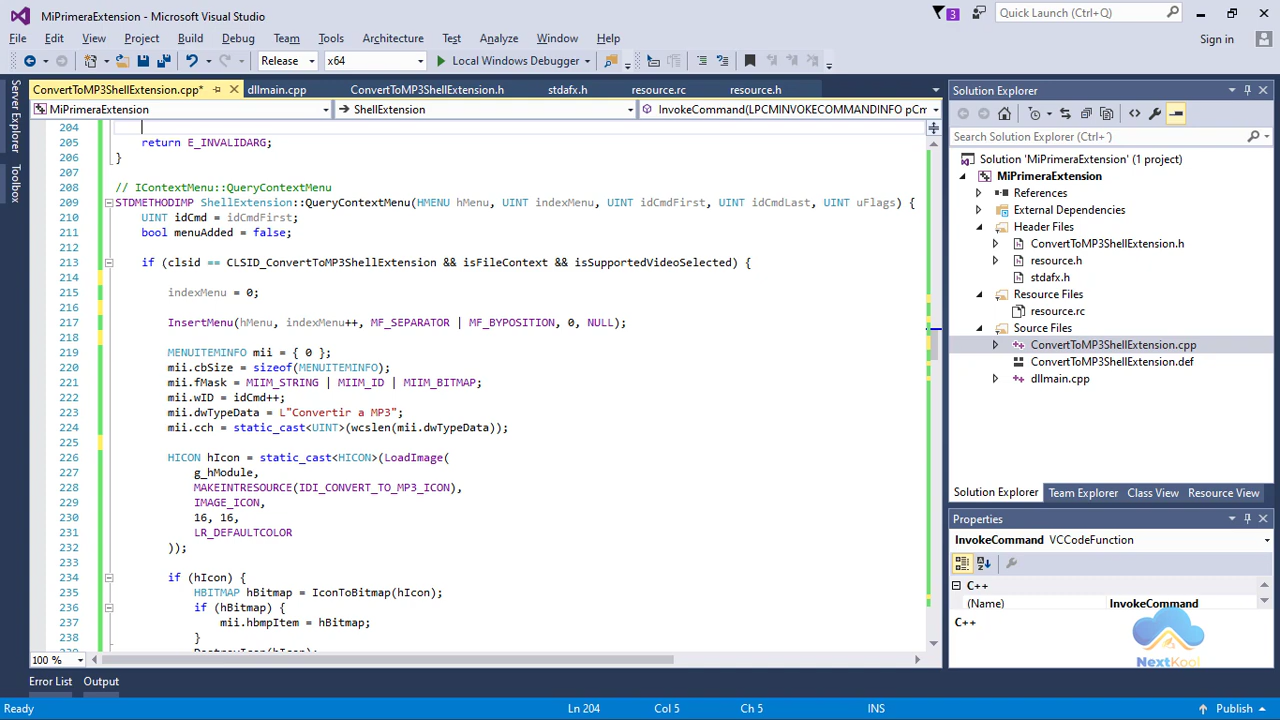 MiPrimeraExtension - Microsoft Visual Studio
3
Quick Launch (Ctrl+Q)
File Edit View Project Build Debug Team Tools Architecture Test Analyze Window Help
Sign in
Release x64 Local Windows Debugger
Server Explorer
Toolbox
ConvertToMP3ShellExtension.cpp* dllmain.cpp ConvertToMP3ShellExtension.h stdafx.h resource.rc resource.h
MiPrimeraExtension ShellExtension InvokeCommand(LPCMINVOKECOMMANDINFO pCm
204
205 return E_INVALIDARG;
206 }
207
208 // IContextMenu::QueryContextMenu
209 STDMETHODIMP ShellExtension::QueryContextMenu(HMENU hMenu, UINT indexMenu, UINT idCmdFirst, UINT idCmdLast, UINT uFlags) {
210 UINT idCmd = idCmdFirst;
211 bool menuAdded = false;
212
213 if (clsid == CLSID_ConvertToMP3ShellExtension && isFileContext && isSupportedVideoSelected) {
214
215 indexMenu = 0;
216
217 InsertMenu(hMenu, indexMenu++, MF_SEPARATOR | MF_BYPOSITION, 0, NULL);
218
219 MENUITEMINFO mii = { 0 };
220 mii.cbSize = sizeof(MENUITEMINFO);
221 mii.fMask = MIIM_STRING | MIIM_ID | MIIM_BITMAP;
222 mii.wID = idCmd++;
223 mii.dwTypeData = L"Convertir a MP3";
224 mii.cch = static_cast<UINT>(wcslen(mii.dwTypeData));
225
226 HICON hIcon = static_cast<HICON>(LoadImage(
227 g_hModule,
228 MAKEINTRESOURCE(IDI_CONVERT_TO_MP3_ICON),
229 IMAGE_ICON,
230 16, 16,
231 LR_DEFAULTCOLOR
232 ));
233
234 if (hIcon) {
235 HBITMAP hBitmap = IconToBitmap(hIcon);
236 if (hBitmap) {
237 mii.hbmpItem = hBitmap;
238 }
DestroyIcon(hIcon);
100 %
Error List Output
Ready Ln 204 Col 5 Ch 5 INS Publish
Solution Explorer
Search Solution Explorer (Ctrl+´)
Solution 'MiPrimeraExtension' (1 project)
MiPrimeraExtension
References
External Dependencies
Header Files
ConvertToMP3ShellExtension.h
resource.h
stdafx.h
Resource Files
resource.rc
Source Files
ConvertToMP3ShellExtension.cpp
ConvertToMP3ShellExtension.def
dllmain.cpp
Solution Explorer Team Explorer Class View Resource View
Properties
InvokeCommand VCCodeFunction
C++
(Name) InvokeCommand
C++
NextKool